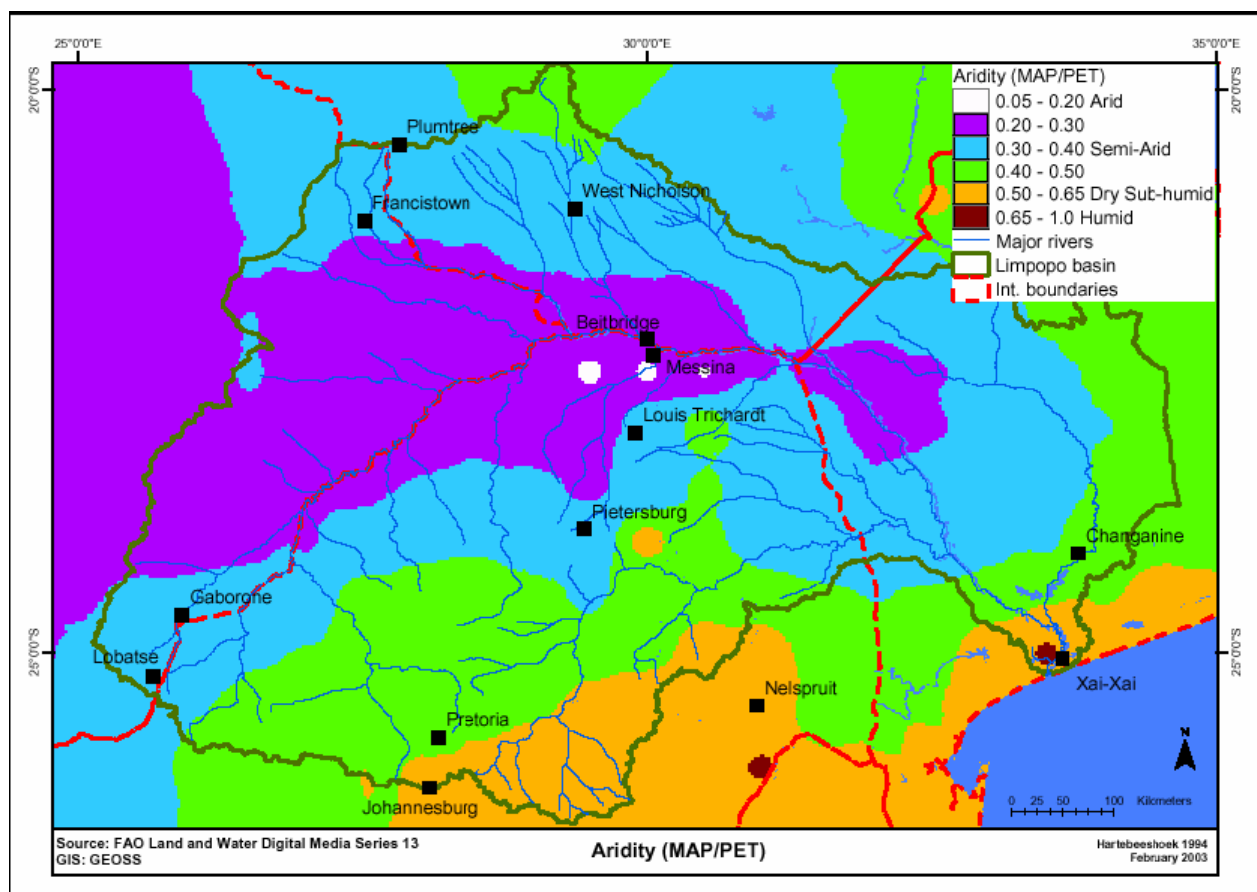 25°0'0"E 30°0'0"E 35°0'0"E
20°0'0"S 20°0'0"S
Aridity (MAP/PET)
0.05 - 0.20 Arid
0.20 - 0.30
0.30 - 0.40 Semi-Arid
0.40 - 0.50
0.50 - 0.65 Dry Sub-humid
0.65 - 1.0 Humid
Major rivers
Limpopo basin
Int. boundaries
Plumtree
West Nicholson
Francistown
Beitbridge
Messina
Louis Trichardt
Pietersburg
Changanine
Gaborone
Lobatse
25°0'0"S 25°0'0"S
Xai-Xai
Nelspruit
Pretoria
N
Johannesburg
0 25 50 100 Kilometers
Source: FAO Land and Water Digital Media Series 13
GIS: GEOSS
Aridity (MAP/PET)
Hartebeeshoek 1994
February 2003